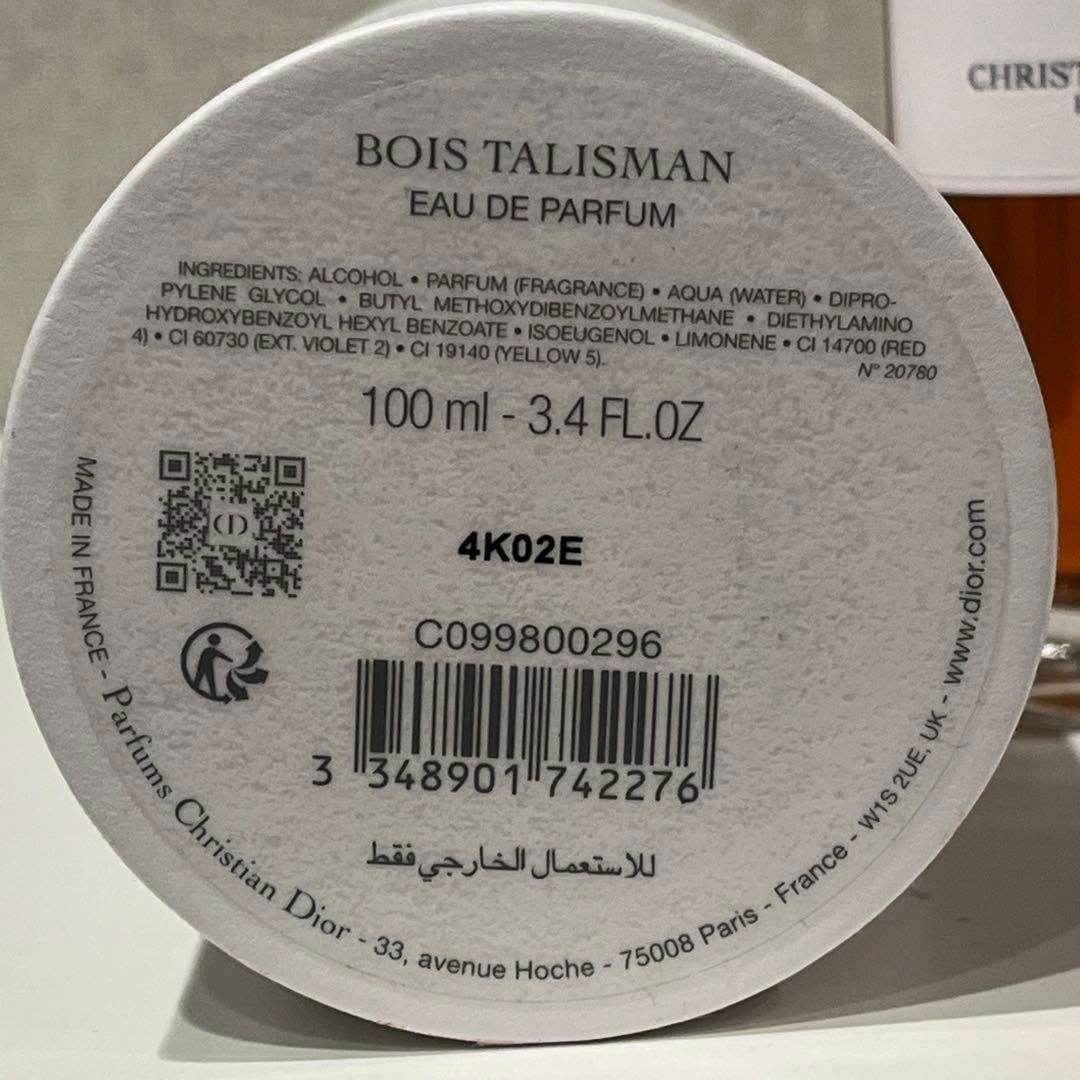 BOIS TALISMAN
EAU DE PARFUM
INGREDIENTS: ALCOHOL • PARFUM (FRAGRANCE) • AQUA (WATER) • DIPRO-
PYLENE GLYCOL • BUTYL METHOXYDIBENZOYLMETHANE • DIETHYLAMINO
HYDROXYBENZOYL HEXYL BENZOATE • ISOEUGENOL • LIMONENE • CI 14700 (RED
4) • CI 60730 (EXT. VIOLET 2) • CI 19140 (YELLOW 5).
N° 20780
100 ml - 3.4 FL.OZ
4K02E
C099800296
3 348901 742276
للاستعمال الخارجي فقط
MADE IN FRANCE - Parfums Christian Dior - 33, avenue Hoche - 75008 Paris - France - W1S 2UE, UK - www.dior.com
CHRIST